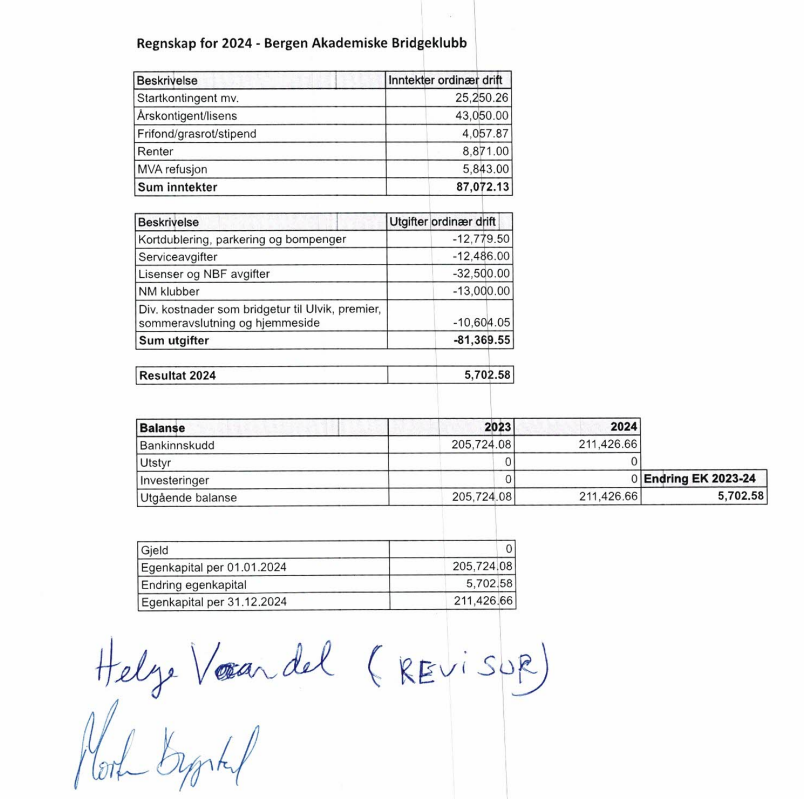 Regnskap for 2024 - Bergen Akademiske Bridgeklubb
Beskrivelse Inntekter ordinær drift
Startkontingent mv. 25,250.26
Årskontigent/lisens 43,050.00
Frifond/grasrot/stipend 4,057.87
Renter 8,871.00
MVA refusjon 5,843.00
Sum inntekter 87,072.13
Beskrivelse Utgifter ordinær drift
Kortdublering, parkering og bompenger -12,779.50
Serviceavgifter -12,486.00
Lisenser og NBF avgifter -32,500.00
NM klubber -13,000.00
Div. kostnader som bridgetur til Ulvik, premier,
sommeravslutning og hjemmeside -10,604.05
Sum utgifter -81,369.55
Resultat 2024 5,702.58
Balanse 2023 2024
Bankinnskudd 205,724.08 211,426.66
Utstyr 0 0
Investeringer 0 0 Endring EK 2023-24
Utgående balanse 205,724.08 211,426.66 5,702.58
Gjeld 0
Egenkapital per 01.01.2024 205,724.08
Endring egenkapital 5,702.58
Egenkapital per 31.12.2024 211,426.66
Helge (REVISOR)